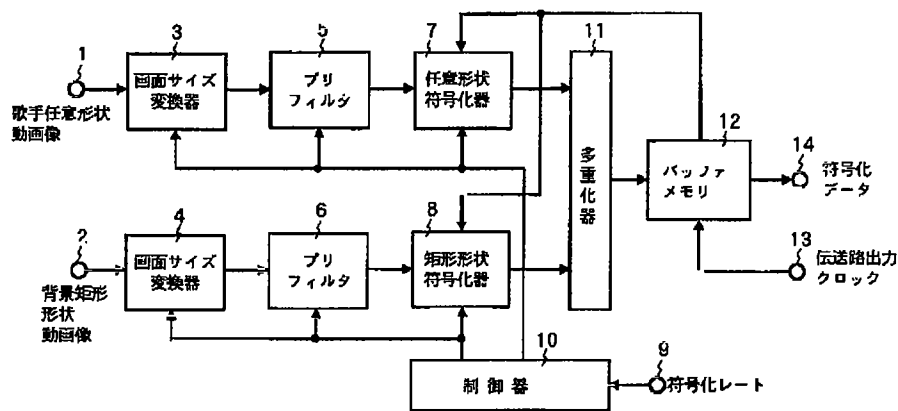 1
歌手任意形状
動画像
3
画面サイズ
変換器
5
プリ
フィルタ
7
任意形状
符号化器
11
多重化器
12
バッファ
メモリ
14
符号化
データ
13
伝送路出力
クロック
2
背景矩形
形状
動画像
4
画面サイズ
変換器
6
プリ
フィルタ
8
矩形形状
符号化器
10
制御器
9
符号化レート